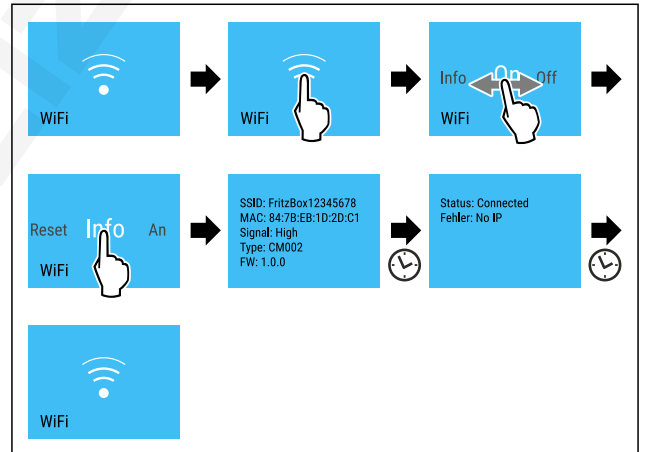 WiFi
WiFi
Info On Off
WiFi
Reset Info An
WiFi
SSID: FritzBox12345678
MAC: 84:7B:EB:1D:2D:C1
Signal: High
Type: CM002
FW: 1.0.0
Status: Connected
Fehler: No IP
WiFi